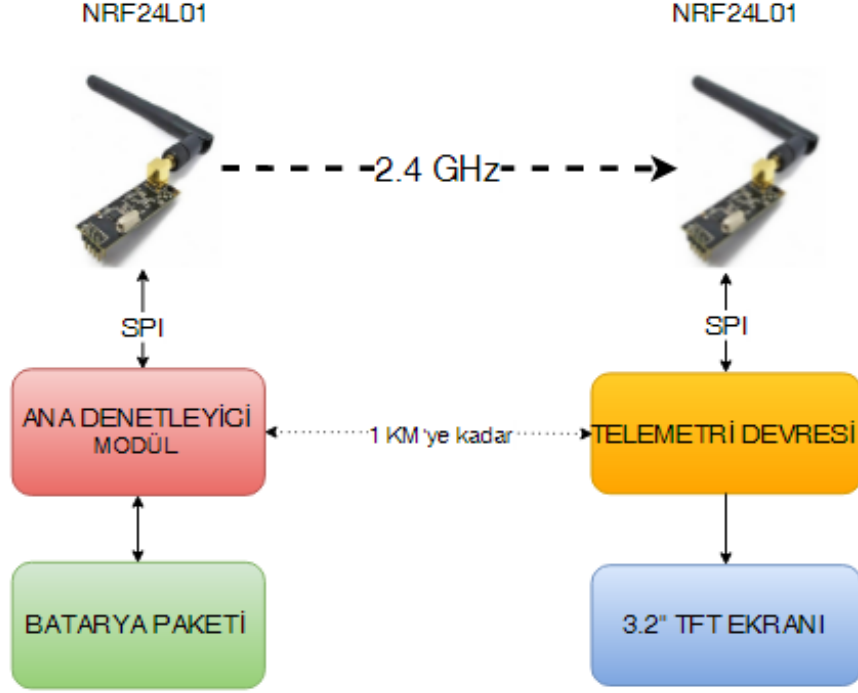 NRF24L01
NRF24L01
2.4 GHz
SPI
SPI
ANA DENETLEYİCİ
MODÜL
1 KM'ye kadar
TELEMETRİ DEVRESİ
BATARYA PAKETİ
3.2" TFT EKRANI